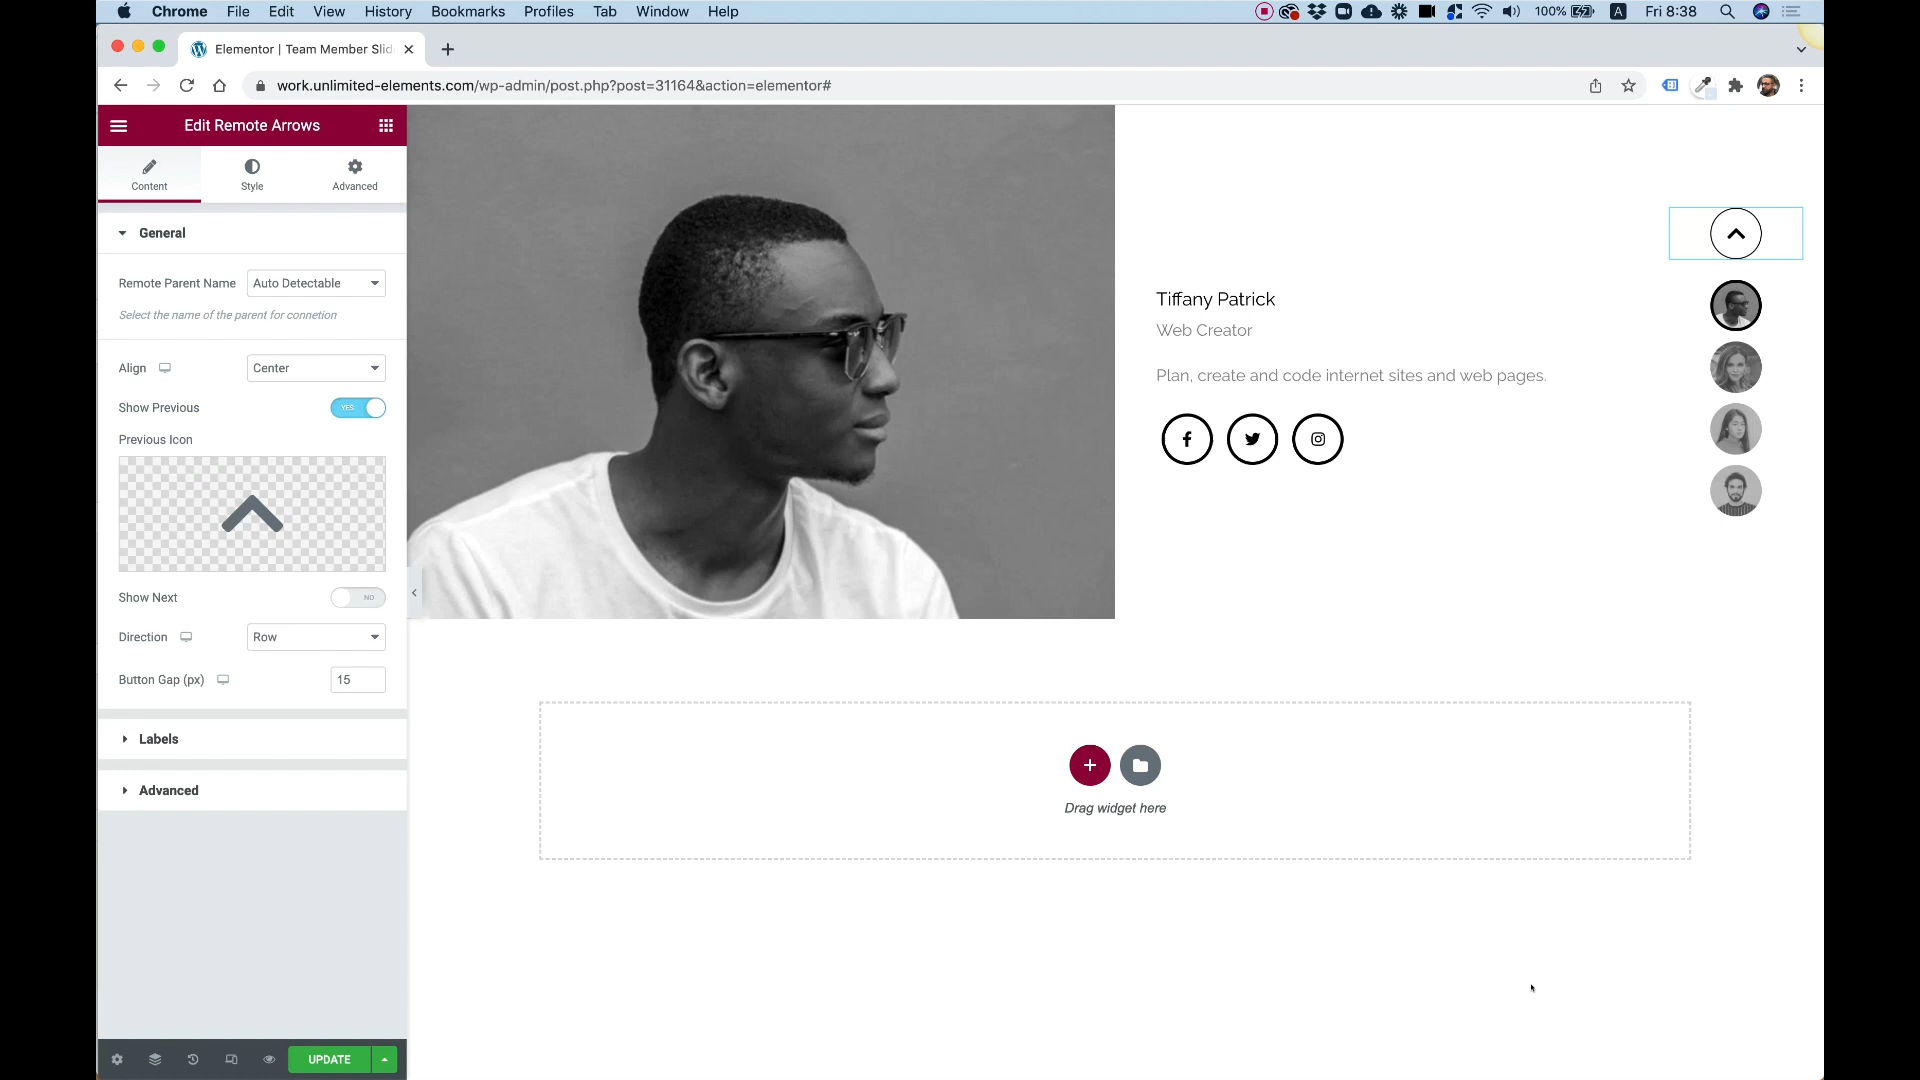 Chrome File Edit View History Bookmarks Profiles Tab Window Help
100% A Fri 8:38
Elementor | Team Member Slid
work.unlimited-elements.com/wp-admin/post.php?post=31164&action=elementor#
Edit Remote Arrows
Content Style Advanced
General
Remote Parent Name Auto Detectable
Select the name of the parent for connetion
Align Center
Show Previous YES
Previous Icon
Show Next NO
Direction Row
Button Gap (px) 15
Labels
Advanced
UPDATE
Tiffany Patrick
Web Creator
Plan, create and code internet sites and web pages.
Drag widget here